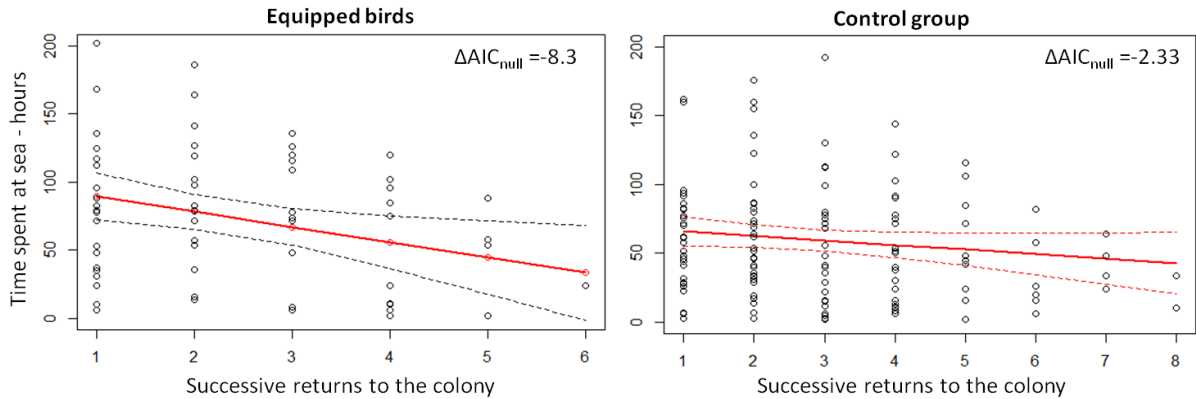 Equipped birds
ΔAICnull =-8.3
Time spent at sea - hours
200
150
100
50
0
1 2 3 4 5 6
Successive returns to the colony
Control group
ΔAICnull =-2.33
200
150
100
50
0
1 2 3 4 5 6 7 8
Successive returns to the colony